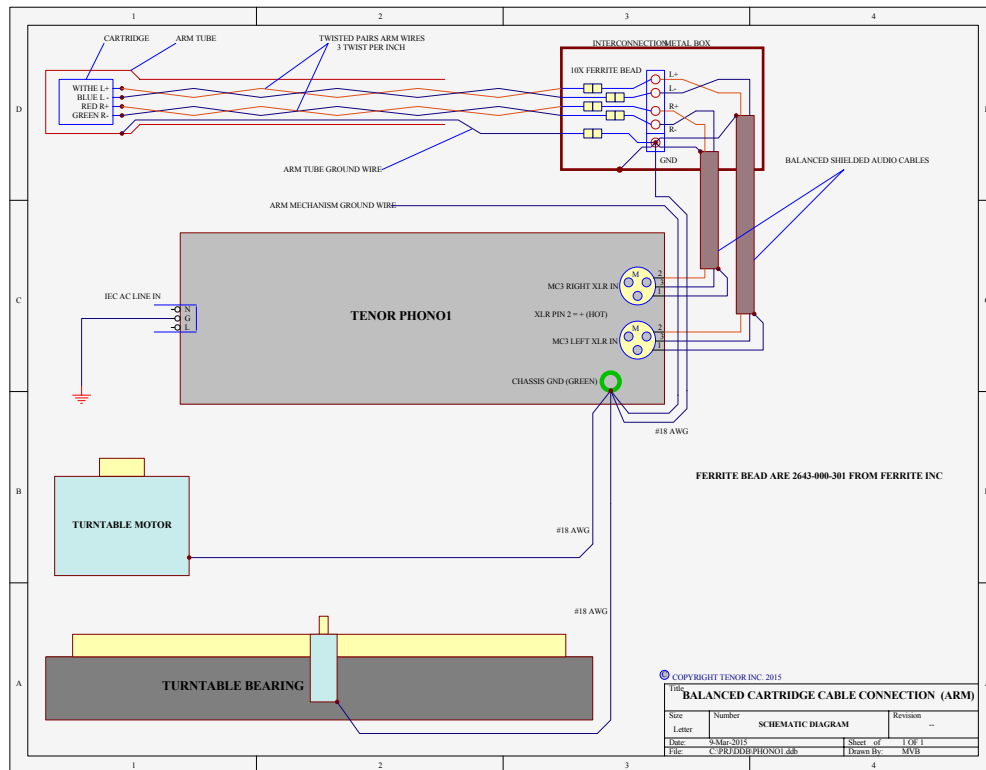 1 2 3 4
CARTRIDGE
ARM TUBE
TWISTED PAIRS ARM WIRES
3 TWIST PER INCH
INTERCONNECTION METAL BOX
10X FERRITE BEAD
L+
L-
R+
R-
GND
D
WITHE L+
BLUE L -
RED R+
GREEN R-
ARM TUBE GROUND WIRE
BALANCED SHIELDED AUDIO CABLES
ARM MECHANISM GROUND WIRE
C
IEC AC LINE IN
N
G
L
TENOR PHONO1
MC3 RIGHT XLR IN
M
2
3
1
XLR PIN 2 = + (HOT)
MC3 LEFT XLR IN
M
2
3
1
CHASSIS GND (GREEN)
#18 AWG
B
FERRITE BEAD ARE 2643-000-301 FROM FERRITE INC
TURNTABLE MOTOR
#18 AWG
#18 AWG
A
TURNTABLE BEARING
© COPYRIGHT TENOR INC. 2015
Title
BALANCED CARTRIDGE CABLE CONNECTION (ARM)
Size
Letter
Number
SCHEMATIC DIAGRAM
Revision
--
Date: 9-Mar-2015 Sheet of 1 OF 1
File: C:\PRJ\DDB\PHONO1.ddb Drawn By: MVB
1 2 3 4